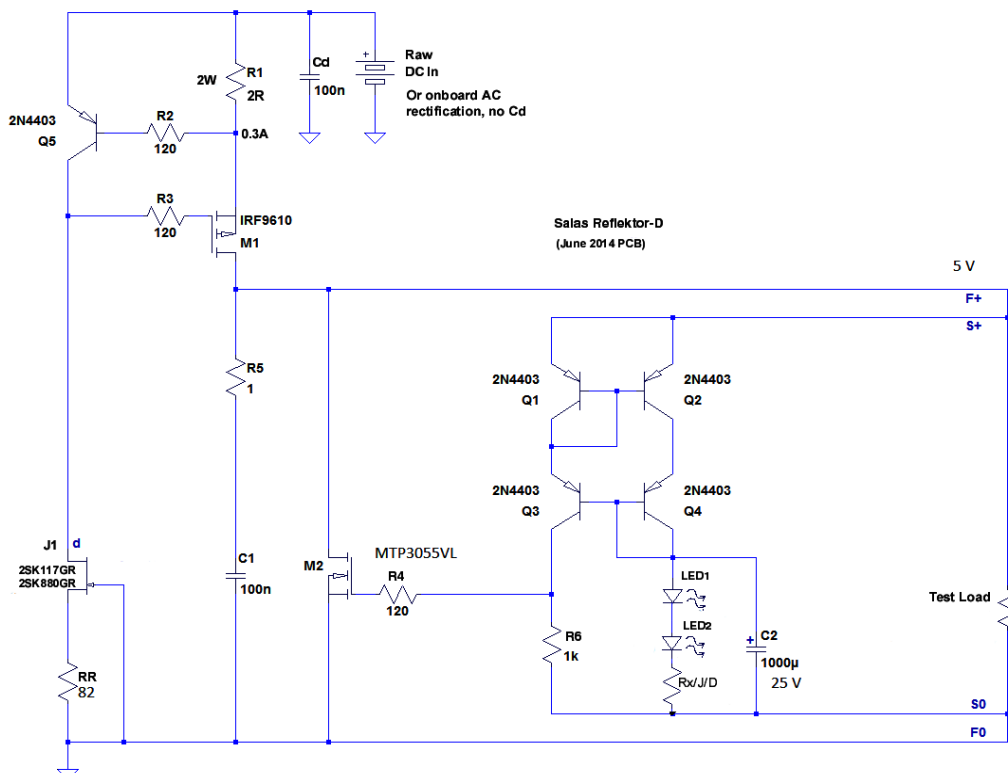 2W
R1
2R
Cd
100n
+
Raw
DC In
Or onboard AC
rectification, no Cd
2N4403
Q5
R2
120
0.3A
R3
120
IRF9610
M1
Salas Reflektor-D
(June 2014 PCB)
5 V
F+
S+
R5
1
2N4403
Q1
2N4403
Q2
2N4403
Q3
2N4403
Q4
J1
d
2SK117GR
2SK880GR
C1
100n
M2
MTP3055VL
R4
120
LED1
LED2
Test Load
R6
1k
+
C2
1000µ
25 V
RR
82
Rx/J/D
S0
F0